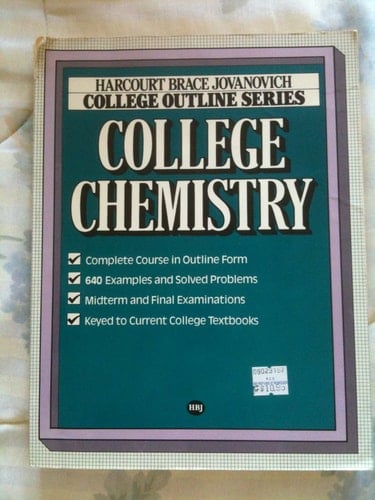 HARCOURT BRACE JOVANOVICH
COLLEGE OUTLINE SERIES
COLLEGE
CHEMISTRY
Complete Course in Outline Form
640 Examples and Solved Problems
Midterm and Final Examinations
Keyed to Current College Textbooks
HBJ